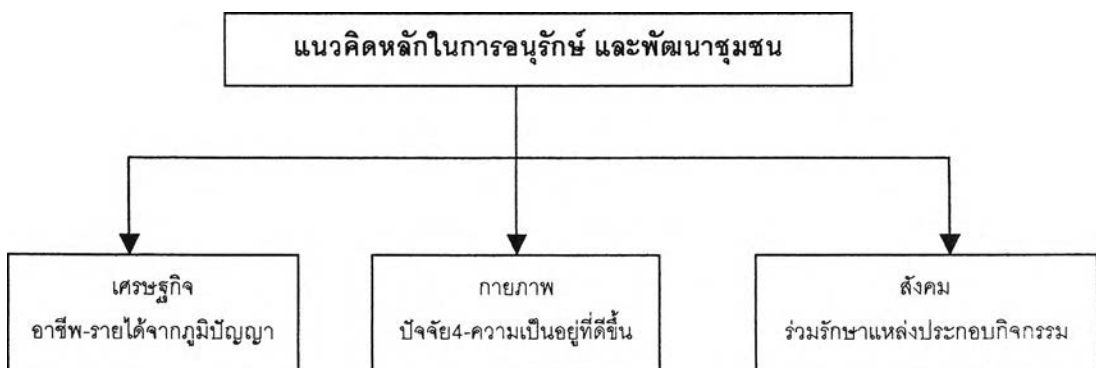 แนวคิดหลักในการอนุรักษ์ และพัฒนาชุมชน
เศรษฐกิจ
อาชีพ-รายได้จากภูมิปัญญา
กายภาพ
ปัจจัย4-ความเป็นอยู่ที่ดีขึ้น
สังคม
ร่วมรักษาแหล่งประกอบกิจกรรม